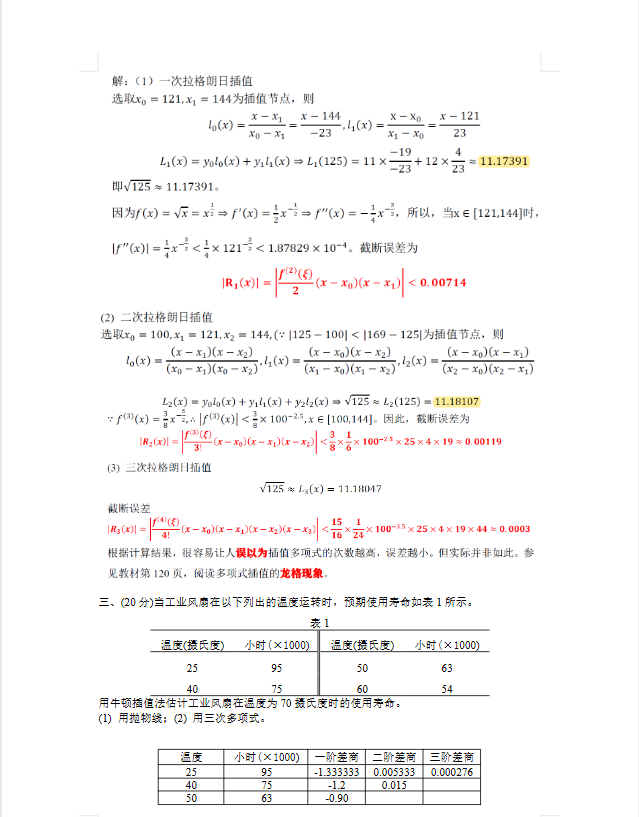 解：（1）一次拉格朗日插值
选取x₀ = 121, x₁ = 144为插值节点，则
l₀(x) = (x − x₁)/(x₀ − x₁) = (x − 144)/(−23), l₁(x) = (x − x₀)/(x₁ − x₀) = (x − 121)/23
L₁(x) = y₀l₀(x) + y₁l₁(x) ⇒ L₁(125) = 11 × (−19)/(−23) + 12 × 4/23 ≈ 11.17391
即√125 ≈ 11.17391。
因为f(x) = √x = x^(1/2) ⇒ f′(x) = 1/2 x^(−1/2) ⇒ f″(x) = −1/4 x^(−3/2)，所以，当x ∈ [121,144]时，
|f″(x)| = 1/4 x^(−3/2) < 1/4 × 121^(−3/2) < 1.87829 × 10⁻⁴。截断误差为
|R₁(x)| = |f⁽²⁾(ξ)/2 (x − x₀)(x − x₁)| < 0.00714
(2) 二次拉格朗日插值
选取x₀ = 100, x₁ = 121, x₂ = 144, (∵ |125 − 100| < |169 − 125|为插值节点，则
l₀(x) = (x − x₁)(x − x₂)/(x₀ − x₁)(x₀ − x₂), l₁(x) = (x − x₀)(x − x₂)/(x₁ − x₀)(x₁ − x₂), l₂(x) = (x − x₀)(x − x₁)/(x₂ − x₀)(x₂ − x₁)
L₂(x) = y₀l₀(x) + y₁l₁(x) + y₂l₂(x) ⇒ √125 ≈ L₂(125) = 11.18107
∵ f⁽³⁾(x) = 3/8 x^(−5/2), ∴ |f⁽³⁾(x)| < 3/8 × 100^(−2.5), x ∈ [100,144]。因此，截断误差为
|R₂(x)| = |f⁽³⁾(ξ)/3! (x − x₀)(x − x₁)(x − x₂)| < 3/8 × 1/6 × 100^(−2.5) × 25 × 4 × 19 ≈ 0.00119
(3) 三次拉格朗日插值
√125 ≈ L₃(x) = 11.18047
截断误差
|R₃(x)| = |f⁽⁴⁾(ξ)/4! (x − x₀)(x − x₁)(x − x₂)(x − x₃)| < 15/16 × 1/24 × 100^(−3.5) × 25 × 4 × 19 × 44 ≈ 0.0003
根据计算结果，很容易让人误以为插值多项式的次数越高，误差越小。但实际并非如此。参
见教材第 120 页，阅读多项式插值的龙格现象。
三、(20 分)当工业风扇在以下列出的温度运转时，预期使用寿命如表 1 所示。
表 1
温度(摄氏度) 小时(×1000) 温度(摄氏度) 小时(×1000)
25 95 50 63
40 75 60 54
用牛顿插值法估计工业风扇在温度为 70 摄氏度时的使用寿命。
(1) 用抛物线；(2) 用三次多项式。
温度 小时(×1000) 一阶差商 二阶差商 三阶差商
25 95 -1.333333 0.005333 0.000276
40 75 -1.2 0.015
50 63 -0.90